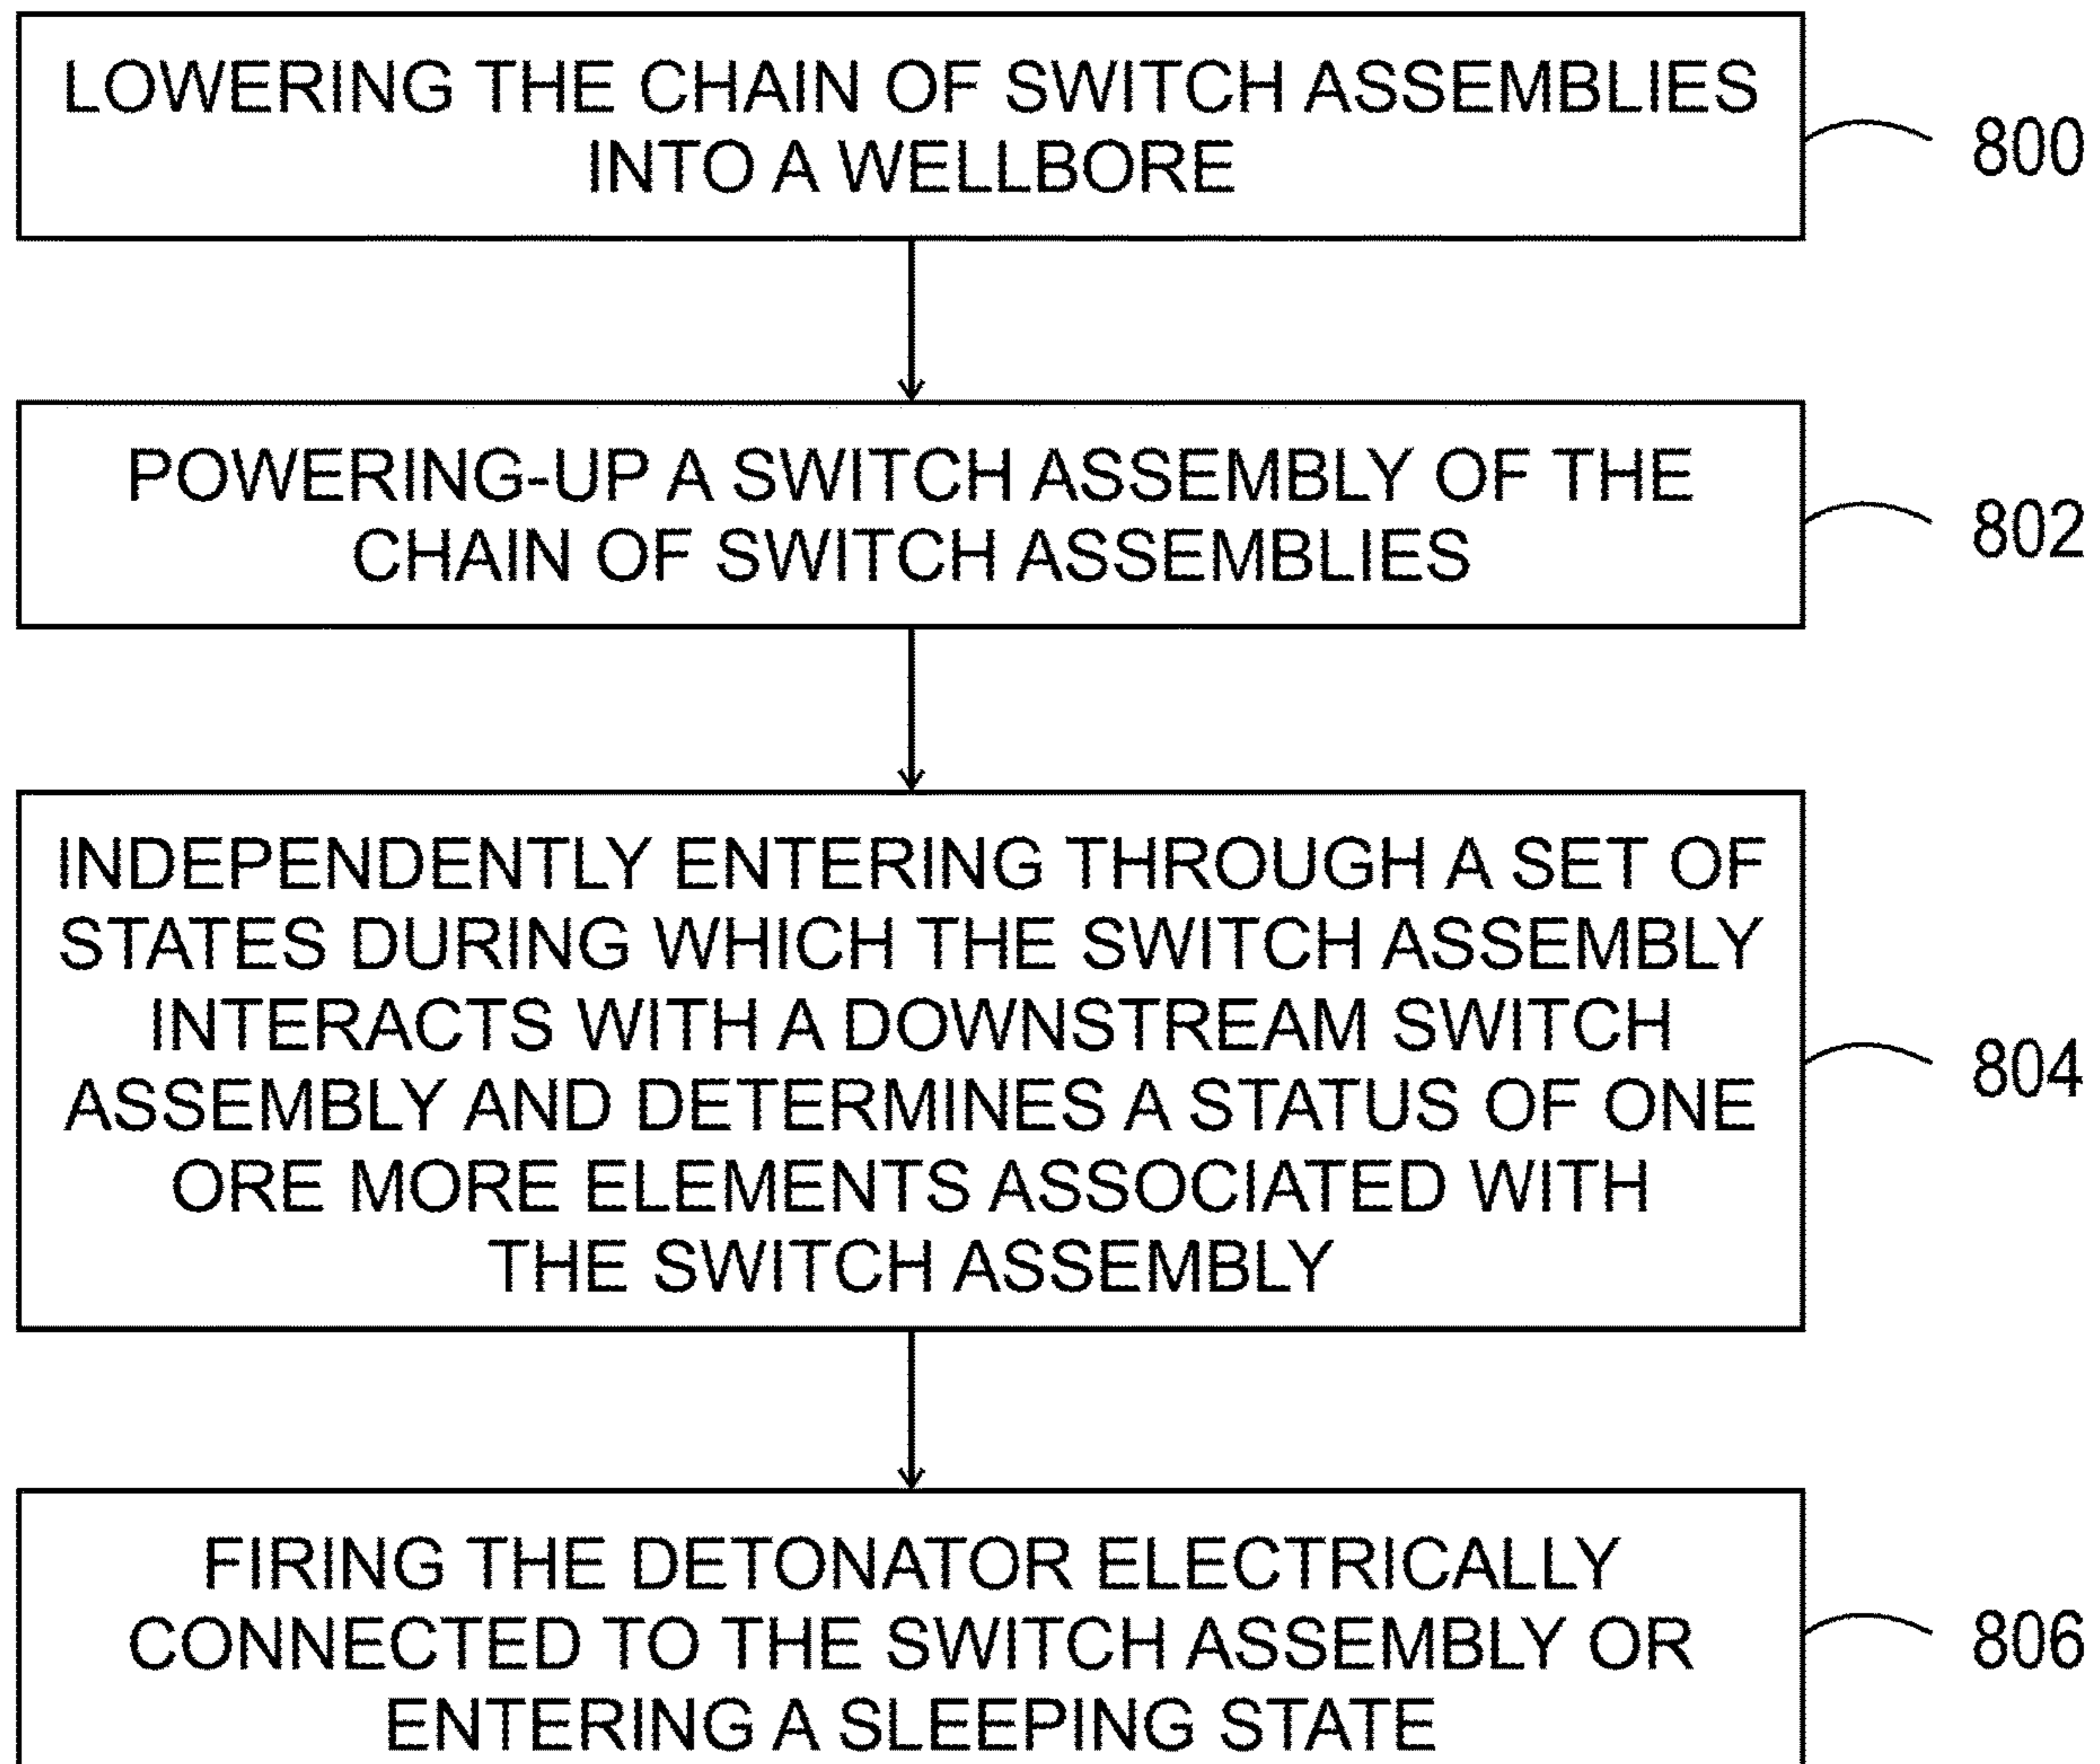 LOWERING THE CHAIN OF SWITCH ASSEMBLIES
INTO A WELLBORE
800
POWERING-UP A SWITCH ASSEMBLY OF THE
CHAIN OF SWITCH ASSEMBLIES
802
INDEPENDENTLY ENTERING THROUGH A SET OF
STATES DURING WHICH THE SWITCH ASSEMBLY
INTERACTS WITH A DOWNSTREAM SWITCH
ASSEMBLY AND DETERMINES A STATUS OF ONE
ORE MORE ELEMENTS ASSOCIATED WITH
THE SWITCH ASSEMBLY
804
FIRING THE DETONATOR ELECTRICALLY
CONNECTED TO THE SWITCH ASSEMBLY OR
ENTERING A SLEEPING STATE
806